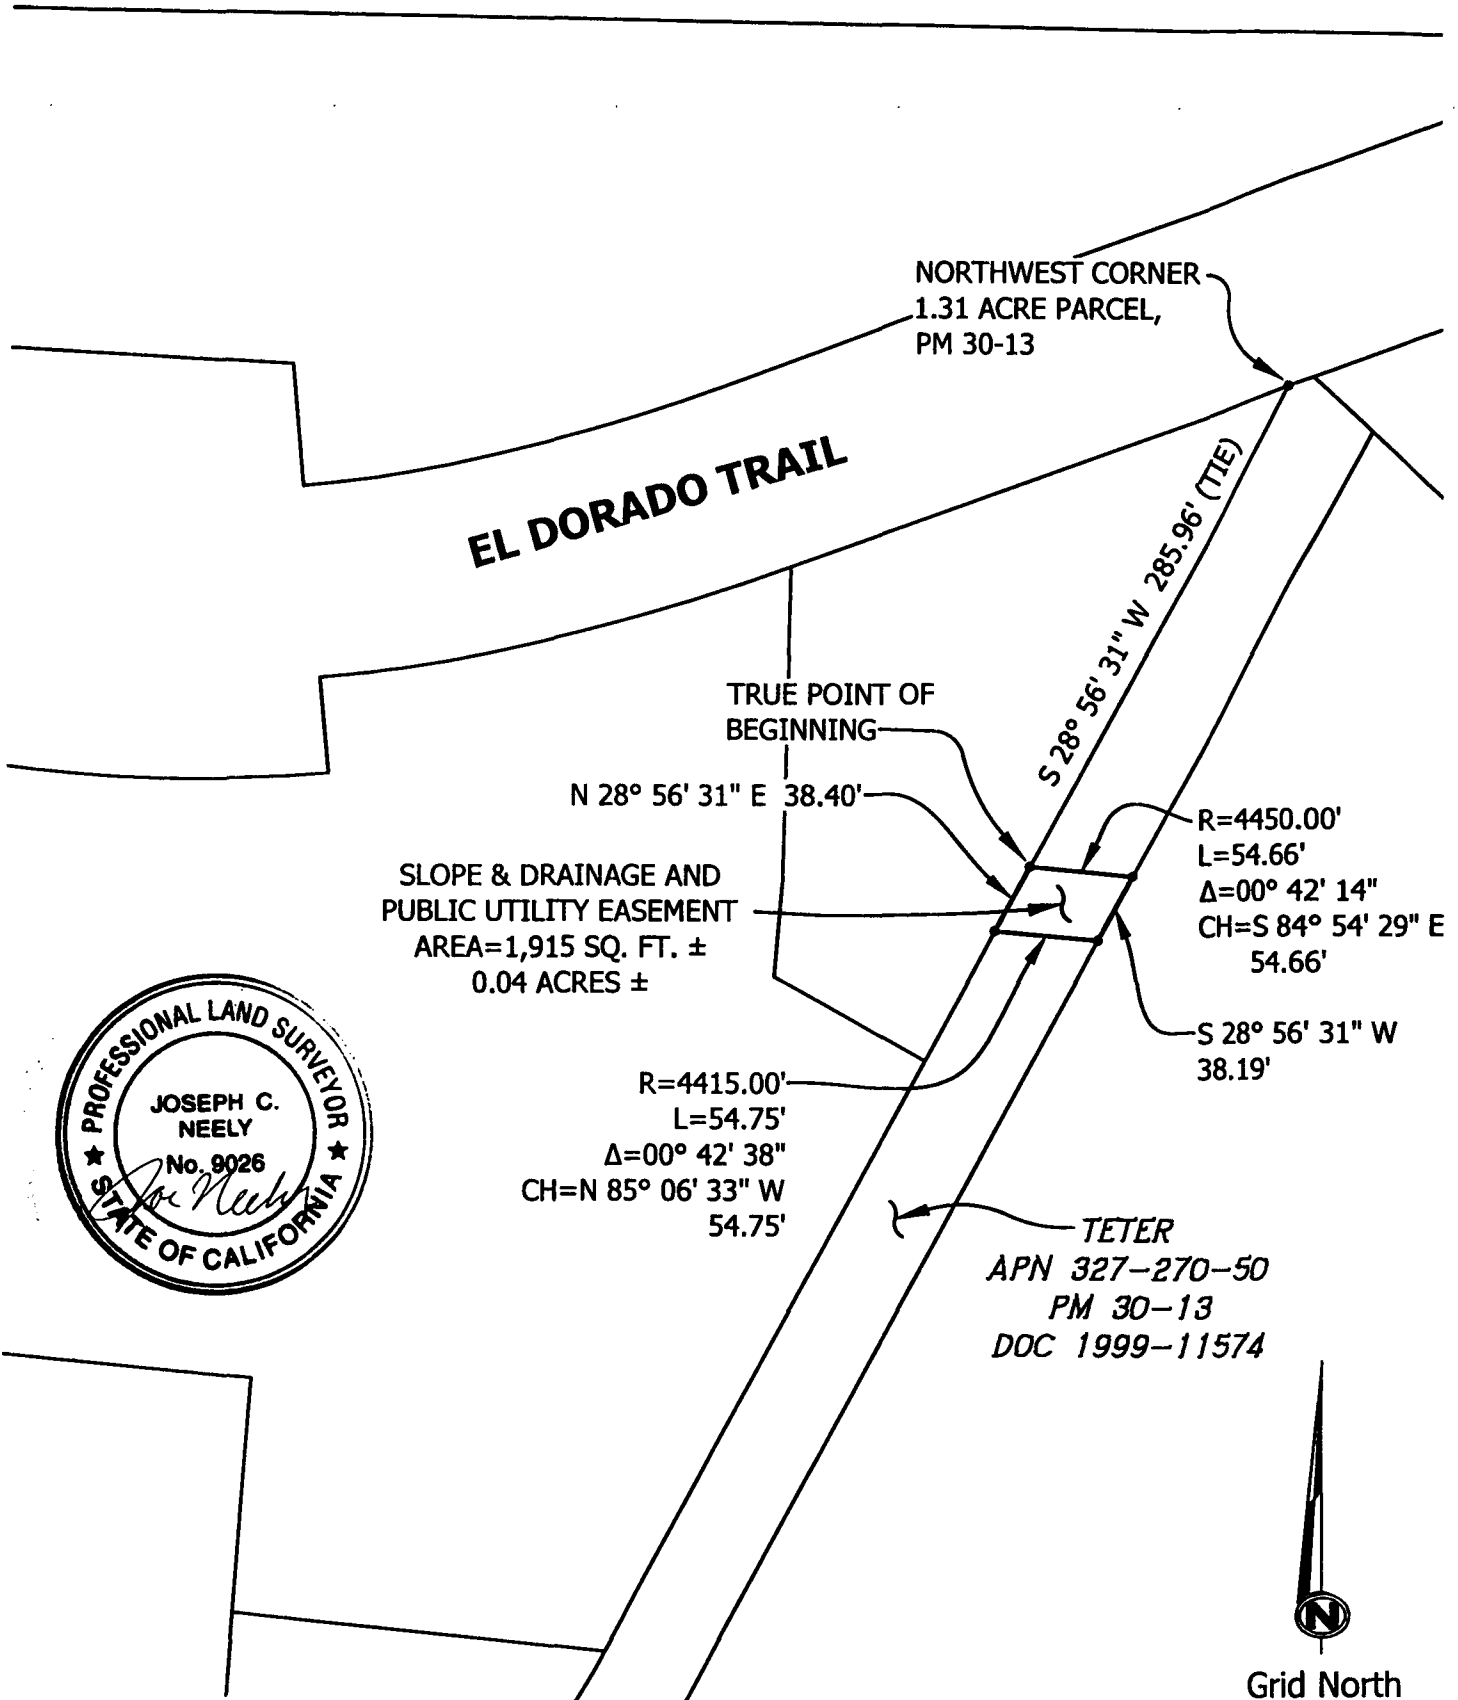 NORTHWEST CORNER
1.31 ACRE PARCEL,
PM 30-13
EL DORADO TRAIL
S 28° 56' 31" W 285.96' (TIE)
TRUE POINT OF
BEGINNING
N 28° 56' 31" E 38.40'
R=4450.00'
L=54.66'
Δ=00° 42' 14"
CH=S 84° 54' 29" E
54.66'
SLOPE & DRAINAGE AND
PUBLIC UTILITY EASEMENT
AREA=1,915 SQ. FT. ±
0.04 ACRES ±
S 28° 56' 31" W
38.19'
R=4415.00'
L=54.75'
Δ=00° 42' 38"
CH=N 85° 06' 33" W
54.75'
PROFESSIONAL LAND SURVEYOR
JOSEPH C.
NEELY
No. 9026
Joe Neely
STATE OF CALIFORNIA
TETER
APN 327-270-50
PM 30-13
DOC 1999-11574
N
Grid North